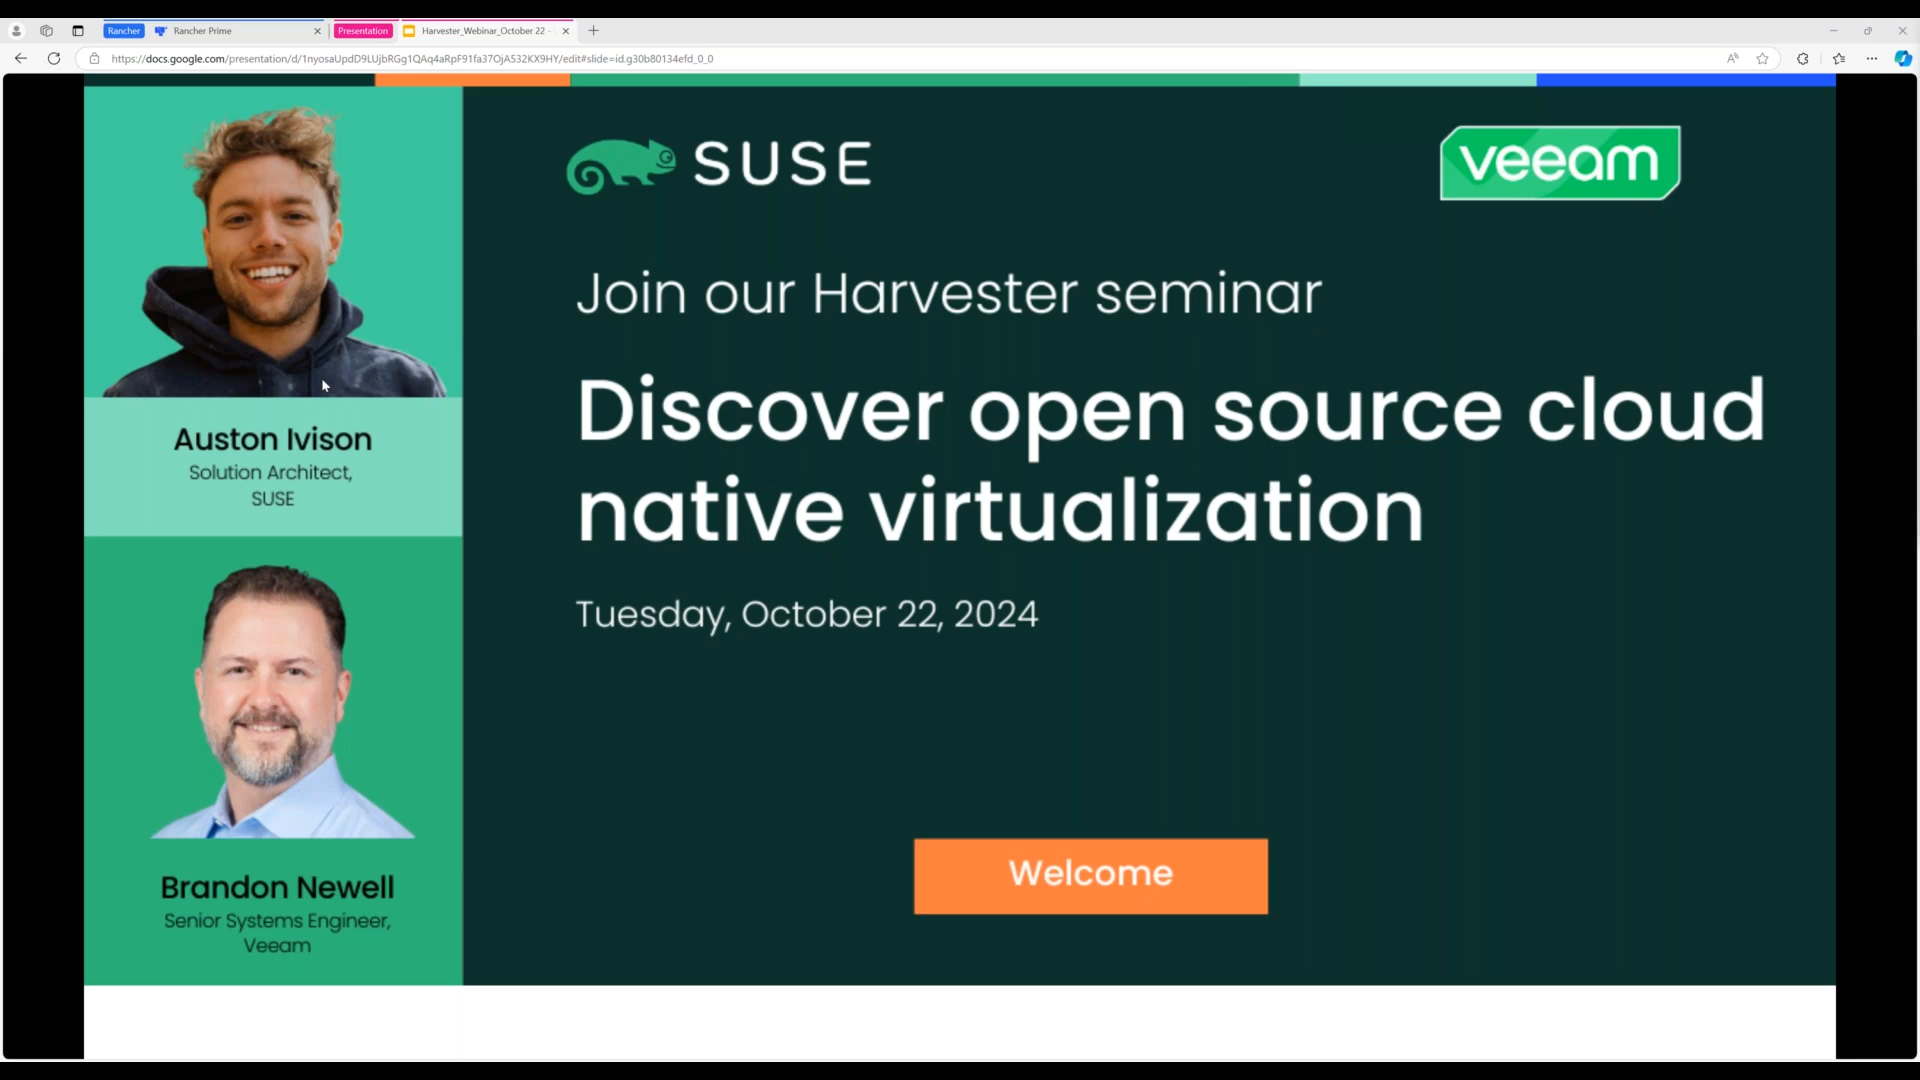 Rancher
Rancher Prime
Presentation
Harvester_Webinar_October 22 -
https://docs.google.com/presentation/d/1nyosaUpdD9LUjbRGg1QAq4aRpF91fa37OjA532KX9HY/edit#slide=id.g30b80134efd_0_0
SUSE
veeam
Join our Harvester seminar
Discover open source cloud
native virtualization
Tuesday, October 22, 2024
Auston Ivison
Solution Architect,
SUSE
Brandon Newell
Senior Systems Engineer,
Veeam
Welcome